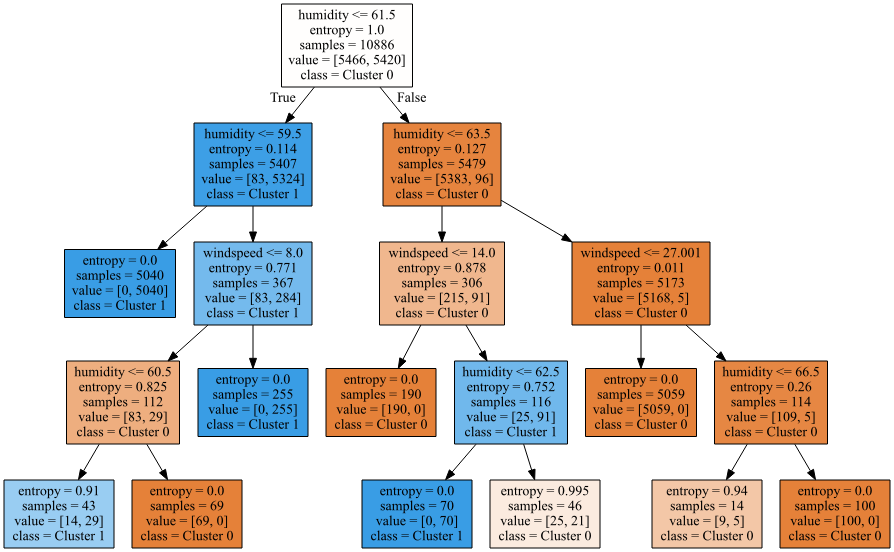 humidity <= 61.5
entropy = 1.0
samples = 10886
value = [5466, 5420]
class = Cluster 0
True
False
humidity <= 59.5
entropy = 0.114
samples = 5407
value = [83, 5324]
class = Cluster 1
humidity <= 63.5
entropy = 0.127
samples = 5479
value = [5383, 96]
class = Cluster 0
entropy = 0.0
samples = 5040
value = [0, 5040]
class = Cluster 1
windspeed <= 8.0
entropy = 0.771
samples = 367
value = [83, 284]
class = Cluster 1
windspeed <= 14.0
entropy = 0.878
samples = 306
value = [215, 91]
class = Cluster 0
windspeed <= 27.001
entropy = 0.011
samples = 5173
value = [5168, 5]
class = Cluster 0
humidity <= 60.5
entropy = 0.825
samples = 112
value = [83, 29]
class = Cluster 0
entropy = 0.0
samples = 255
value = [0, 255]
class = Cluster 1
entropy = 0.0
samples = 190
value = [190, 0]
class = Cluster 0
humidity <= 62.5
entropy = 0.752
samples = 116
value = [25, 91]
class = Cluster 1
entropy = 0.0
samples = 5059
value = [5059, 0]
class = Cluster 0
humidity <= 66.5
entropy = 0.26
samples = 114
value = [109, 5]
class = Cluster 0
entropy = 0.91
samples = 43
value = [14, 29]
class = Cluster 1
entropy = 0.0
samples = 69
value = [69, 0]
class = Cluster 0
entropy = 0.0
samples = 70
value = [0, 70]
class = Cluster 1
entropy = 0.995
samples = 46
value = [25, 21]
class = Cluster 0
entropy = 0.94
samples = 14
value = [9, 5]
class = Cluster 0
entropy = 0.0
samples = 100
value = [100, 0]
class = Cluster 0